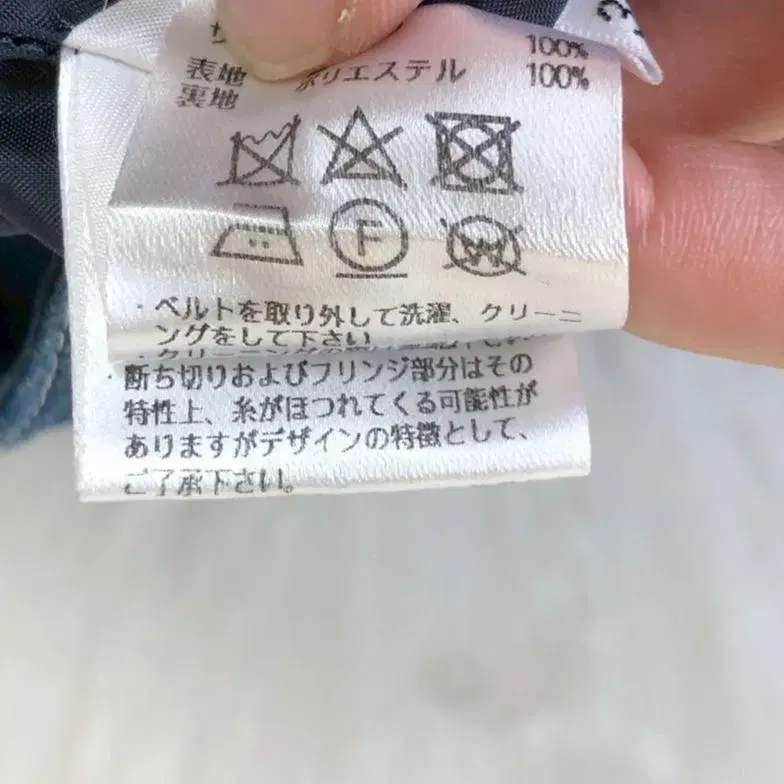 100%
表地
ポリエステル 100%
裏地
F
W
・ベルトを取り外して洗濯、クリーニ
ングをして下さい
・断ち切りおよびフリンジ部分はその
特性上、糸がほつれてくる可能性が
ありますがデザインの特徴として、
ご了承下さい。